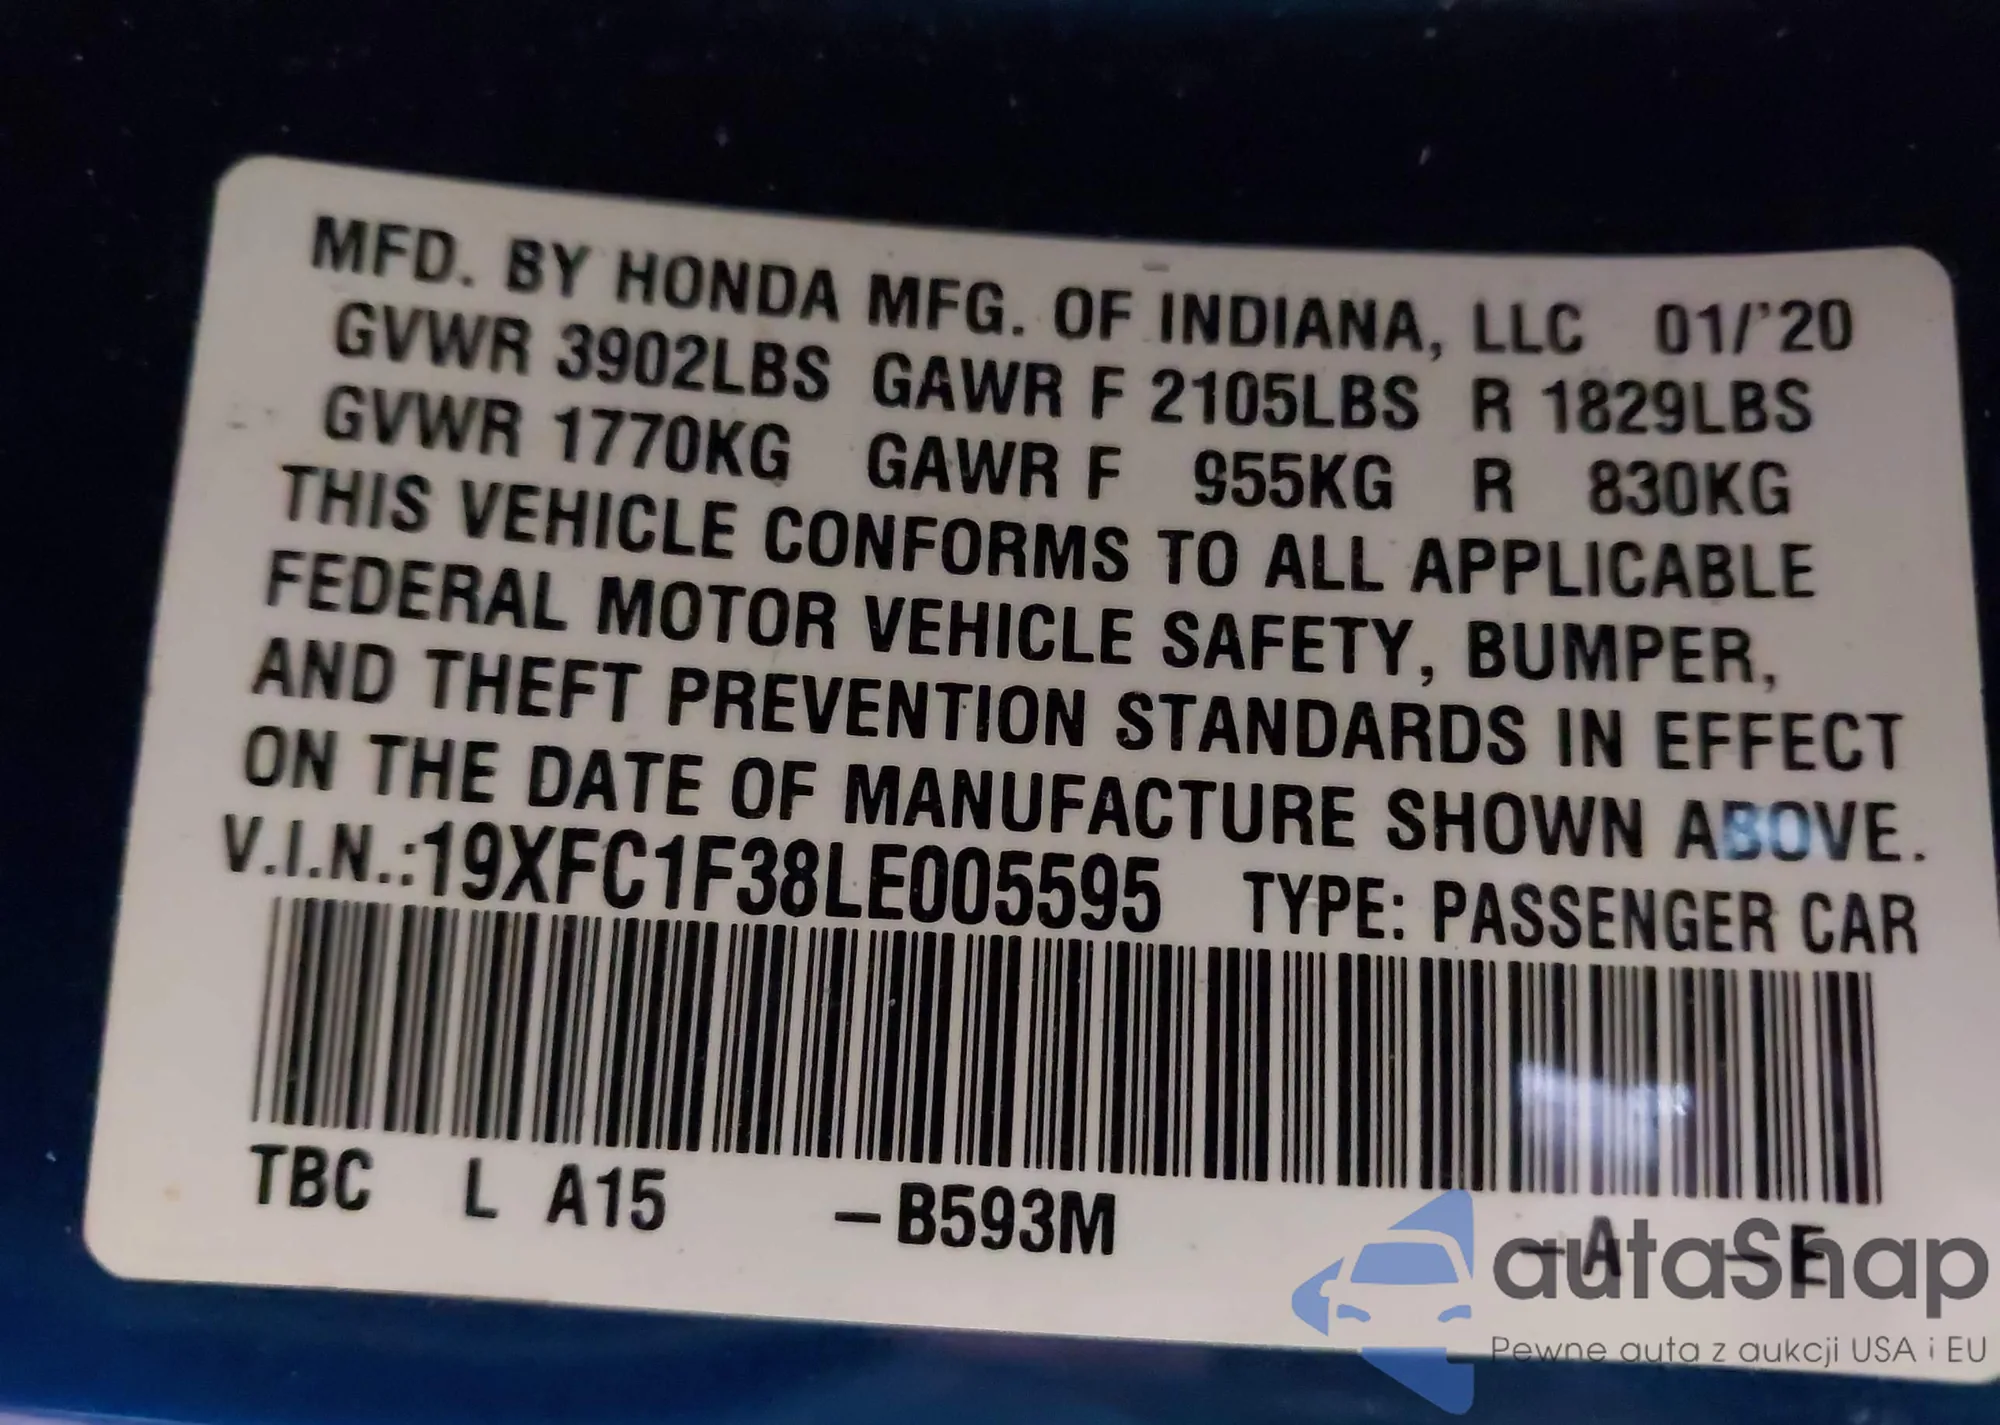 MFD. BY HONDA MFG. OF INDIANA, LLC 01/'20
GVWR 3902LBS GAWR F 2105LBS R 1829LBS
GVWR 1770KG GAWR F 955KG R 830KG
THIS VEHICLE CONFORMS TO ALL APPLICABLE
FEDERAL MOTOR VEHICLE SAFETY, BUMPER,
AND THEFT PREVENTION STANDARDS IN EFFECT
ON THE DATE OF MANUFACTURE SHOWN ABOVE.
V.I.N.:19XFC1F38LE005595 TYPE: PASSENGER CAR
TBC L A15 -B593M -A -E
autaSnap
Pewne auta z aukcji USA i EU